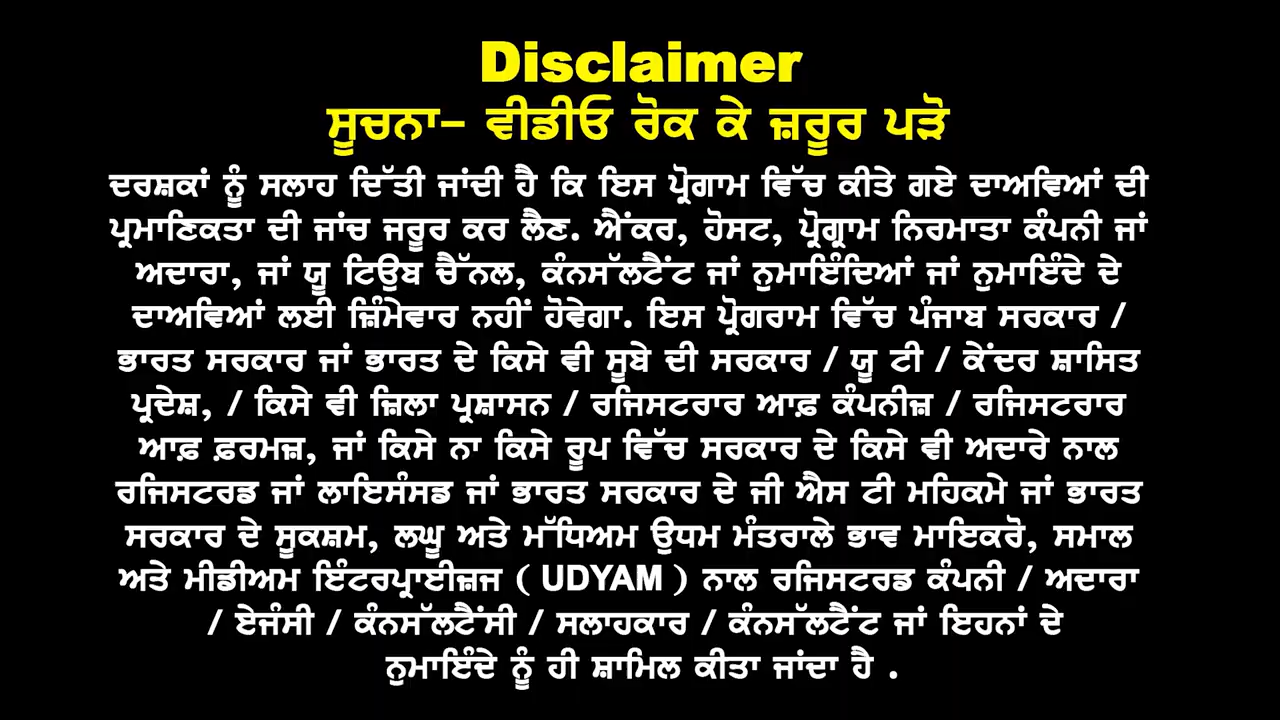 Disclaimer
ਸੂਚਨਾ- ਵੀਡੀਓ ਰੋਕ ਕੇ ਜ਼ਰੂਰ ਪੜੋ
ਦਰਸ਼ਕਾਂ ਨੂੰ ਸਲਾਹ ਦਿੱਤੀ ਜਾਂਦੀ ਹੈ ਕਿ ਇਸ ਪ੍ਰੋਗਾਮ ਵਿੱਚ ਕੀਤੇ ਗਏ ਦਾਅਵਿਆਂ ਦੀ
ਪ੍ਰਮਾਣਿਕਤਾ ਦੀ ਜਾਂਚ ਜਰੂਰ ਕਰ ਲੈਣ. ਐਂਕਰ, ਹੋਸਟ, ਪ੍ਰੋਗ੍ਰਾਮ ਨਿਰਮਾਤਾ ਕੰਪਨੀ ਜਾਂ
ਅਦਾਰਾ, ਜਾਂ ਯੂ ਟਿਉਬ ਚੈੱਨਲ, ਕੰਨਸੱਲਟੈਂਟ ਜਾਂ ਨੁਮਾਇੰਦਿਆਂ ਜਾਂ ਨੁਮਾਇੰਦੇ ਦੇ
ਦਾਅਵਿਆਂ ਲਈ ਜ਼ਿੰਮੇਵਾਰ ਨਹੀਂ ਹੋਵੇਗਾ. ਇਸ ਪ੍ਰੋਗਰਾਮ ਵਿੱਚ ਪੰਜਾਬ ਸਰਕਾਰ /
ਭਾਰਤ ਸਰਕਾਰ ਜਾਂ ਭਾਰਤ ਦੇ ਕਿਸੇ ਵੀ ਸੂਬੇ ਦੀ ਸਰਕਾਰ / ਯੂ ਟੀ / ਕੇਂਦਰ ਸ਼ਾਸਿਤ
ਪ੍ਰਦੇਸ਼, / ਕਿਸੇ ਵੀ ਜ਼ਿਲਾ ਪ੍ਰਸ਼ਾਸਨ / ਰਜਿਸਟਰਾਰ ਆਫ਼ ਕੰਪਨੀਜ਼ / ਰਜਿਸਟਰਾਰ
ਆਫ਼ ਫ਼ਰਮਜ਼, ਜਾਂ ਕਿਸੇ ਨਾ ਕਿਸੇ ਰੂਪ ਵਿੱਚ ਸਰਕਾਰ ਦੇ ਕਿਸੇ ਵੀ ਅਦਾਰੇ ਨਾਲ
ਰਜਿਸਟਰਡ ਜਾਂ ਲਾਇਸੰਸਡ ਜਾਂ ਭਾਰਤ ਸਰਕਾਰ ਦੇ ਜੀ ਐਸ ਟੀ ਮਹਿਕਮੇ ਜਾਂ ਭਾਰਤ
ਸਰਕਾਰ ਦੇ ਸੂਕਸ਼ਮ, ਲਘੂ ਅਤੇ ਮੱਧਿਅਮ ਉਧਮ ਮੰਤਰਾਲੇ ਭਾਵ ਮਾਇਕਰੋ, ਸਮਾਲ
ਅਤੇ ਮੀਡੀਅਮ ਇੰਟਰਪ੍ਰਾਈਜ਼ਜ ( UDYAM ) ਨਾਲ ਰਜਿਸਟਰਡ ਕੰਪਨੀ / ਅਦਾਰਾ
/ ਏਜੰਸੀ / ਕੰਨਸੱਲਟੈਂਸੀ / ਸਲਾਹਕਾਰ / ਕੰਨਸੱਲਟੈਂਟ ਜਾਂ ਇਹਨਾਂ ਦੇ
ਨੁਮਾਇੰਦੇ ਨੂੰ ਹੀ ਸ਼ਾਮਿਲ ਕੀਤਾ ਜਾਂਦਾ ਹੈ .